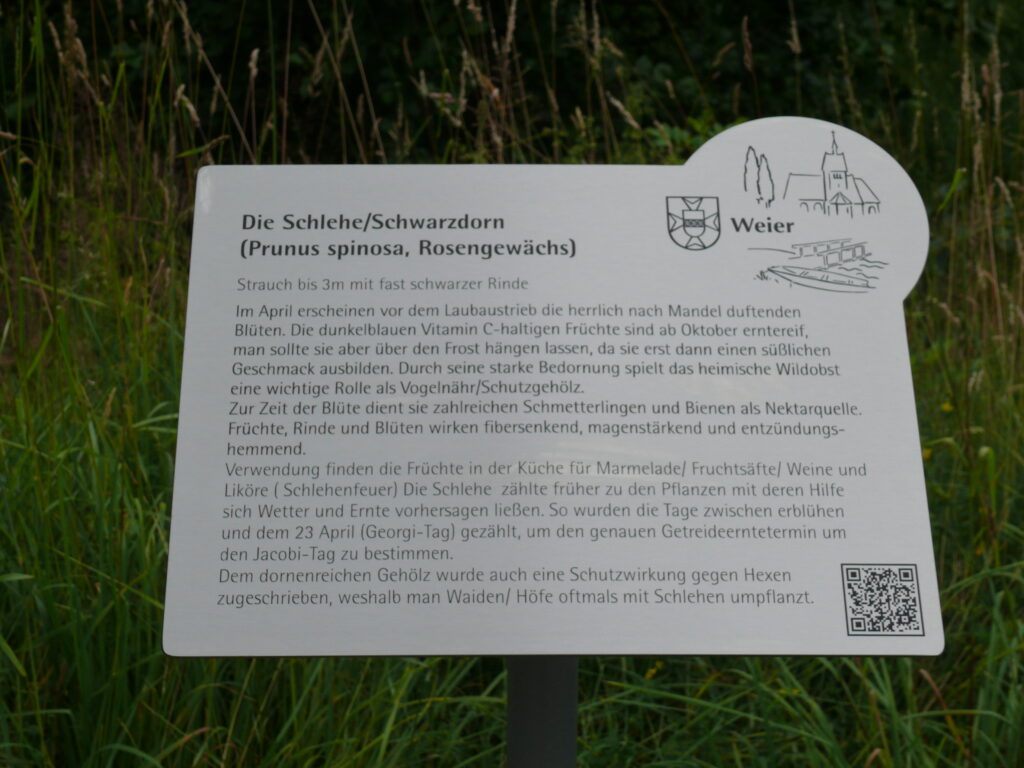 Weier
Die Schlehe/Schwarzdorn
(Prunus spinosa, Rosengewächs)
Strauch bis 3m mit fast schwarzer Rinde
Im April erscheinen vor dem Laubaustrieb die herrlich nach Mandel duftenden
Blüten. Die dunkelblauen Vitamin C-haltigen Früchte sind ab Oktober erntereif,
man sollte sie aber über den Frost hängen lassen, da sie erst dann einen süßlichen
Geschmack ausbilden. Durch seine starke Bedornung spielt das heimische Wildobst
eine wichtige Rolle als Vogelnähr/Schutzgehölz.
Zur Zeit der Blüte dient sie zahlreichen Schmetterlingen und Bienen als Nektarquelle.
Früchte, Rinde und Blüten wirken fibersenkend, magenstärkend und entzündungs-
hemmend.
Verwendung finden die Früchte in der Küche für Marmelade/ Fruchtsäfte/ Weine und
Liköre ( Schlehenfeuer) Die Schlehe zählte früher zu den Pflanzen mit deren Hilfe
sich Wetter und Ernte vorhersagen ließen. So wurden die Tage zwischen erblühen
und dem 23 April (Georgi-Tag) gezählt, um den genauen Getreideerntetermin um
den Jacobi-Tag zu bestimmen.
Dem dornenreichen Gehölz wurde auch eine Schutzwirkung gegen Hexen
zugeschrieben, weshalb man Waiden/ Höfe oftmals mit Schlehen umpflanzt.